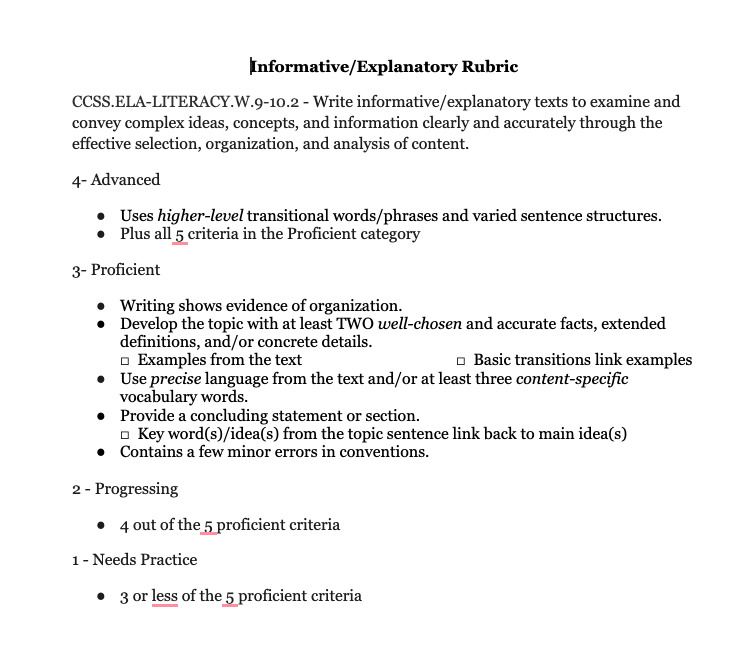 Informative/Explanatory Rubric
CCSS.ELA-LITERACY.W.9-10.2 - Write informative/explanatory texts to examine and
convey complex ideas, concepts, and information clearly and accurately through the
effective selection, organization, and analysis of content.
4- Advanced
● Uses higher-level transitional words/phrases and varied sentence structures.
● Plus all 5 criteria in the Proficient category
3- Proficient
● Writing shows evidence of organization.
● Develop the topic with at least TWO well-chosen and accurate facts, extended
definitions, and/or concrete details.
□ Examples from the text □ Basic transitions link examples
● Use precise language from the text and/or at least three content-specific
vocabulary words.
● Provide a concluding statement or section.
□ Key word(s)/idea(s) from the topic sentence link back to main idea(s)
● Contains a few minor errors in conventions.
2 - Progressing
● 4 out of the 5 proficient criteria
1 - Needs Practice
● 3 or less of the 5 proficient criteria